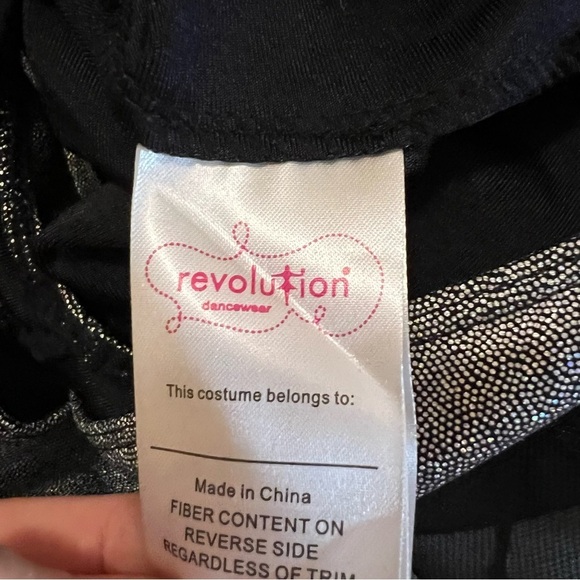 revolution
dancewear
This costume belongs to:
Made in China
FIBER CONTENT ON
REVERSE SIDE
REGARDLESS OF TRIM